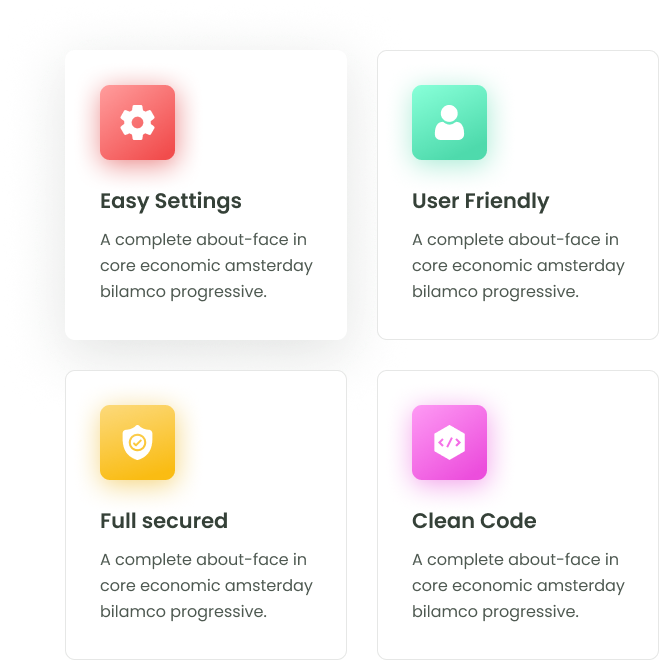 Easy Settings
A complete about-face in
core economic amsterday
bilamco progressive.
User Friendly
A complete about-face in
core economic amsterday
bilamco progressive.
Full secured
A complete about-face in
core economic amsterday
bilamco progressive.
Clean Code
A complete about-face in
core economic amsterday
bilamco progressive.